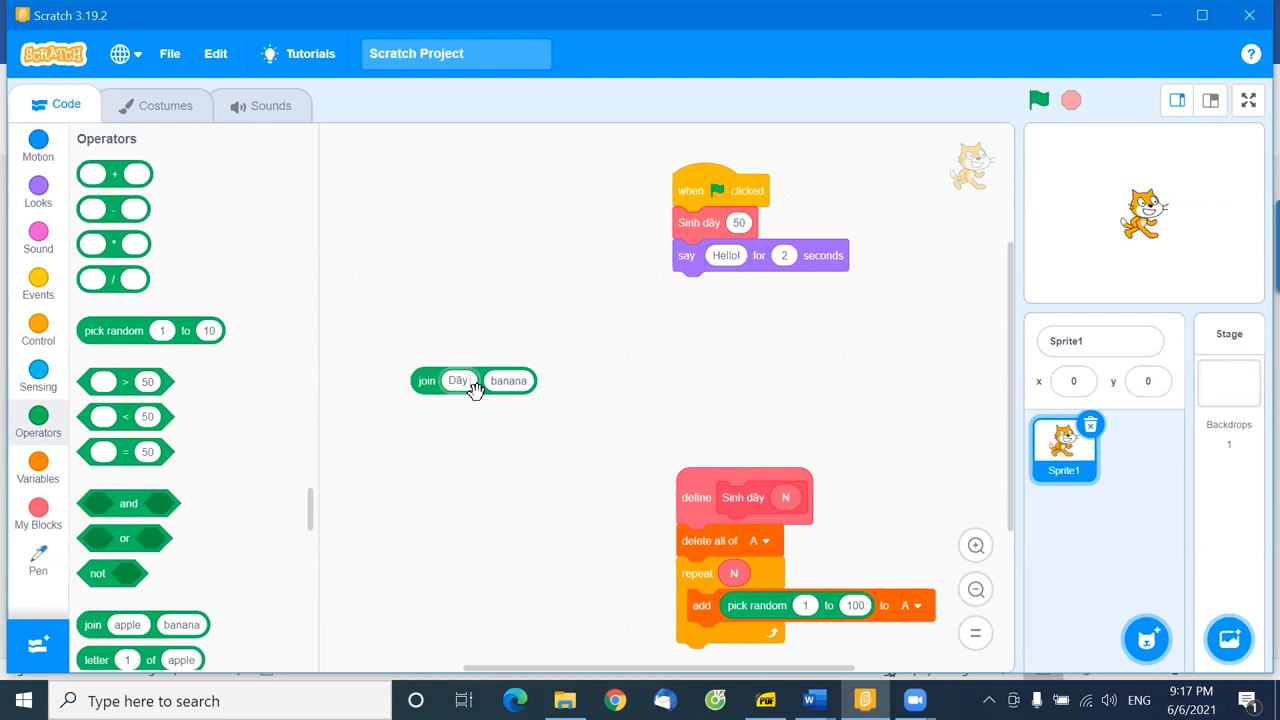 Scratch 3.19.2
SCRATCH File Edit Tutorials Scratch Project ?
Code Costumes Sounds
Motion
Looks
Sound
Events
Control
Sensing
Operators
Variables
My Blocks
Pen
Operators
+
-
*
/
pick random 1 to 10
> 50
< 50
= 50
and
or
not
join apple banana
letter 1 of apple
when clicked
Sinh dãy 50
say Hello! for 2 seconds
join Dãy banana
define Sinh dãy N
delete all of A
repeat N
add pick random 1 to 100 to A
Sprite1
x 0 y 0
Sprite1
Stage
Backdrops
1
Type here to search
W
PDF
ENG
9:17 PM
6/6/2021
1